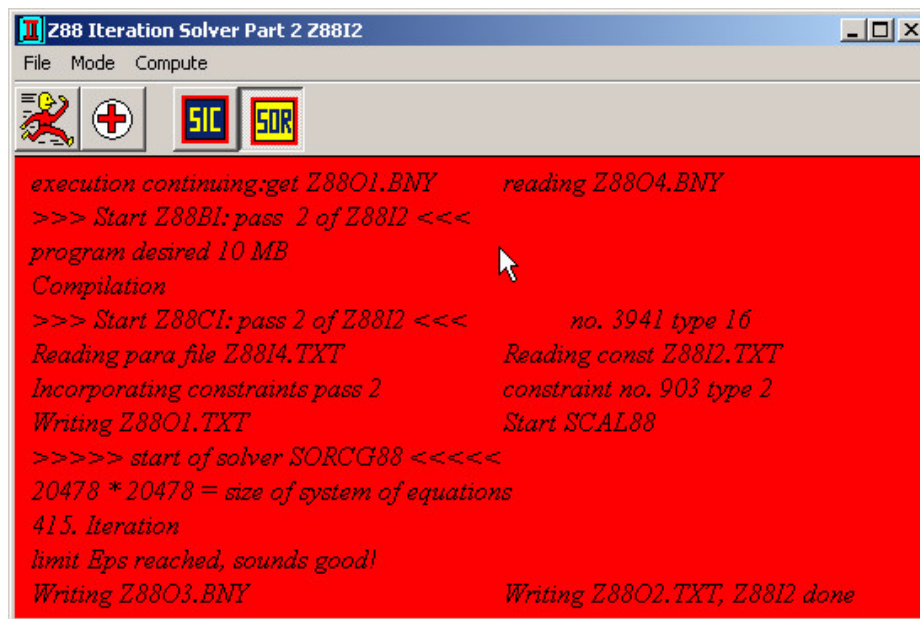 Z88 Iteration Solver Part 2 Z88I2
File Mode Compute
SIC SOR
execution continuing:get Z88O1.BNY reading Z88O4.BNY
>>> Start Z88BI: pass 2 of Z88I2 <<<
program desired 10 MB
Compilation
>>> Start Z88CI: pass 2 of Z88I2 <<< no. 3941 type 16
Reading para file Z88I4.TXT Reading const Z88I2.TXT
Incorporating constraints pass 2 constraint no. 903 type 2
Writing Z88O1.TXT Start SCAL88
>>>>> start of solver SORCG88 <<<<<
20478 * 20478 = size of system of equations
415. Iteration
limit Eps reached, sounds good!
Writing Z88O3.BNY Writing Z88O2.TXT, Z88I2 done